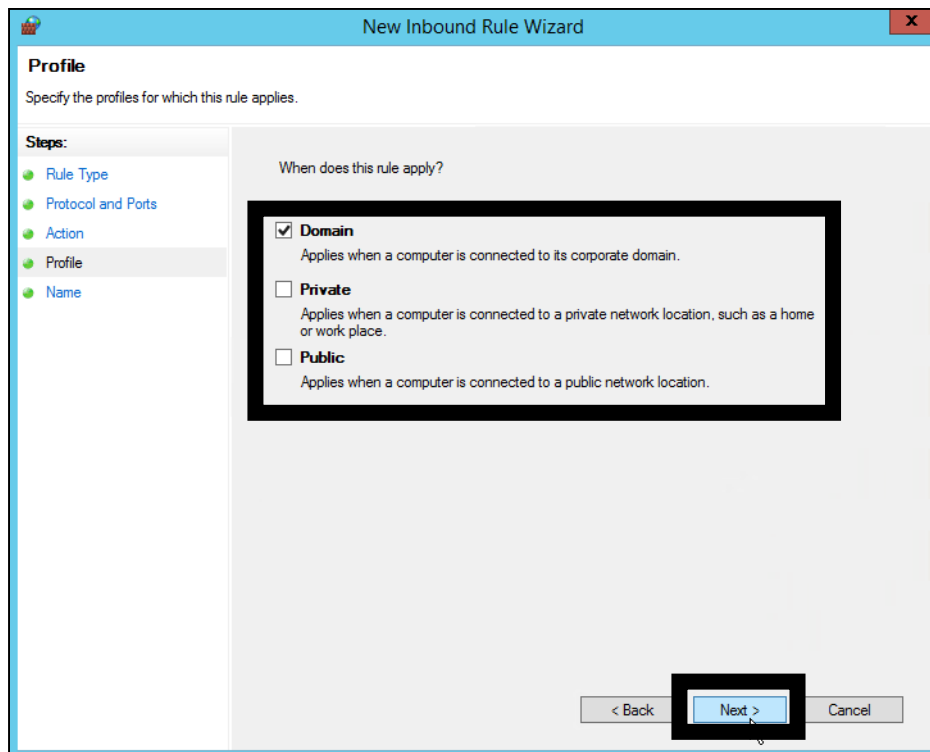 New Inbound Rule Wizard
x
Profile
Specify the profiles for which this rule applies.
Steps:
Rule Type
Protocol and Ports
Action
Profile
Name
When does this rule apply?
Domain
Applies when a computer is connected to its corporate domain.
Private
Applies when a computer is connected to a private network location, such as a home
or work place.
Public
Applies when a computer is connected to a public network location.
< Back
Next >
Cancel